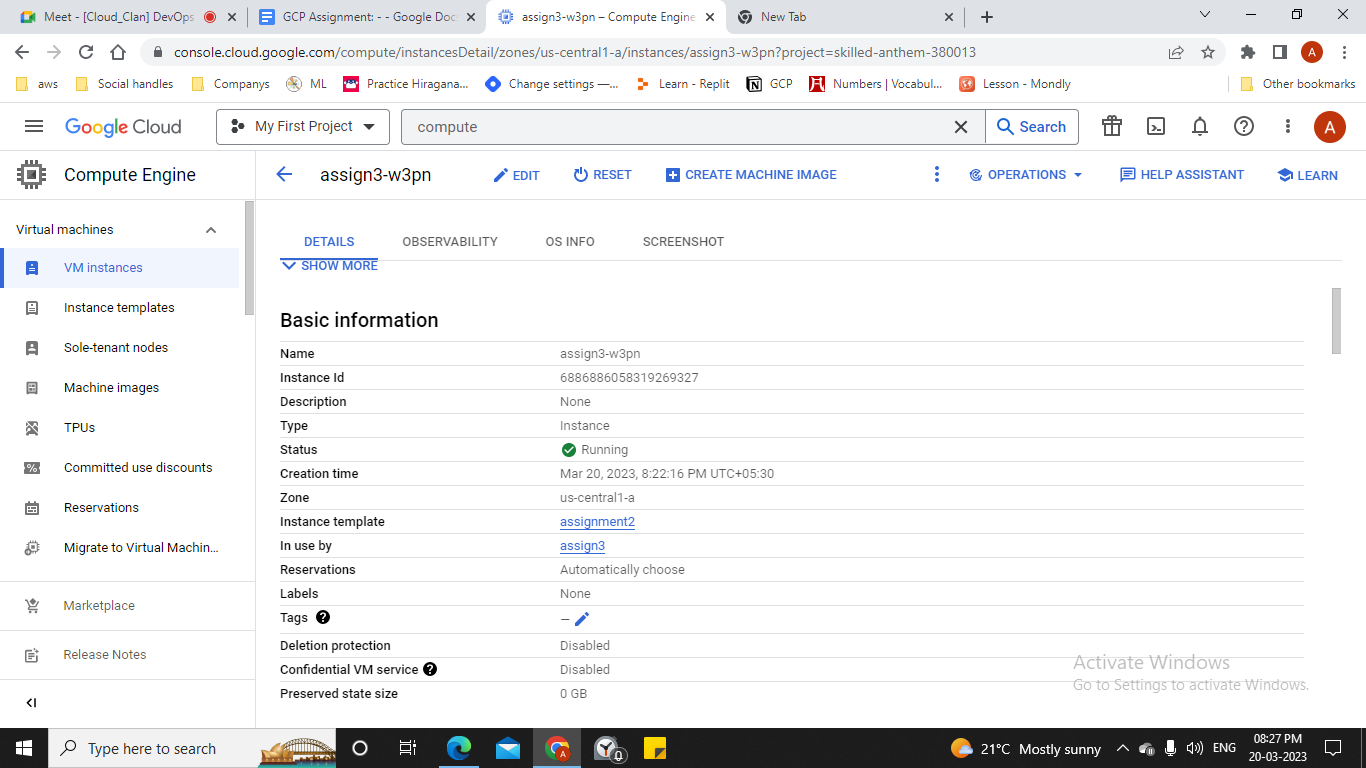 Meet - [Cloud_Clan] DevOps
GCP Assignment: - - Google Doc
assign3-w3pn – Compute Engine
New Tab
console.cloud.google.com/compute/instancesDetail/zones/us-central1-a/instances/assign3-w3pn?project=skilled-anthem-380013
A
aws
Social handles
Companys
ML
Practice Hiragana...
Change settings —...
Learn - Replit
GCP
Numbers | Vocabul...
Lesson - Mondly
Other bookmarks
Google Cloud
My First Project
compute
Search
A
Compute Engine
assign3-w3pn
EDIT
RESET
CREATE MACHINE IMAGE
OPERATIONS
HELP ASSISTANT
LEARN
Virtual machines
VM instances
Instance templates
Sole-tenant nodes
Machine images
TPUs
Committed use discounts
Reservations
Migrate to Virtual Machin...
Marketplace
Release Notes
DETAILS
OBSERVABILITY
OS INFO
SCREENSHOT
SHOW MORE
Basic information
Name assign3-w3pn
Instance Id 6886886058319269327
Description None
Type Instance
Status Running
Creation time Mar 20, 2023, 8:22:16 PM UTC+05:30
Zone us-central1-a
Instance template assignment2
In use by assign3
Reservations Automatically choose
Labels None
Tags ? —
Deletion protection Disabled
Confidential VM service ? Disabled
Preserved state size 0 GB
Activate Windows
Go to Settings to activate Windows.
Type here to search
21°C Mostly sunny
ENG
08:27 PM
20-03-2023